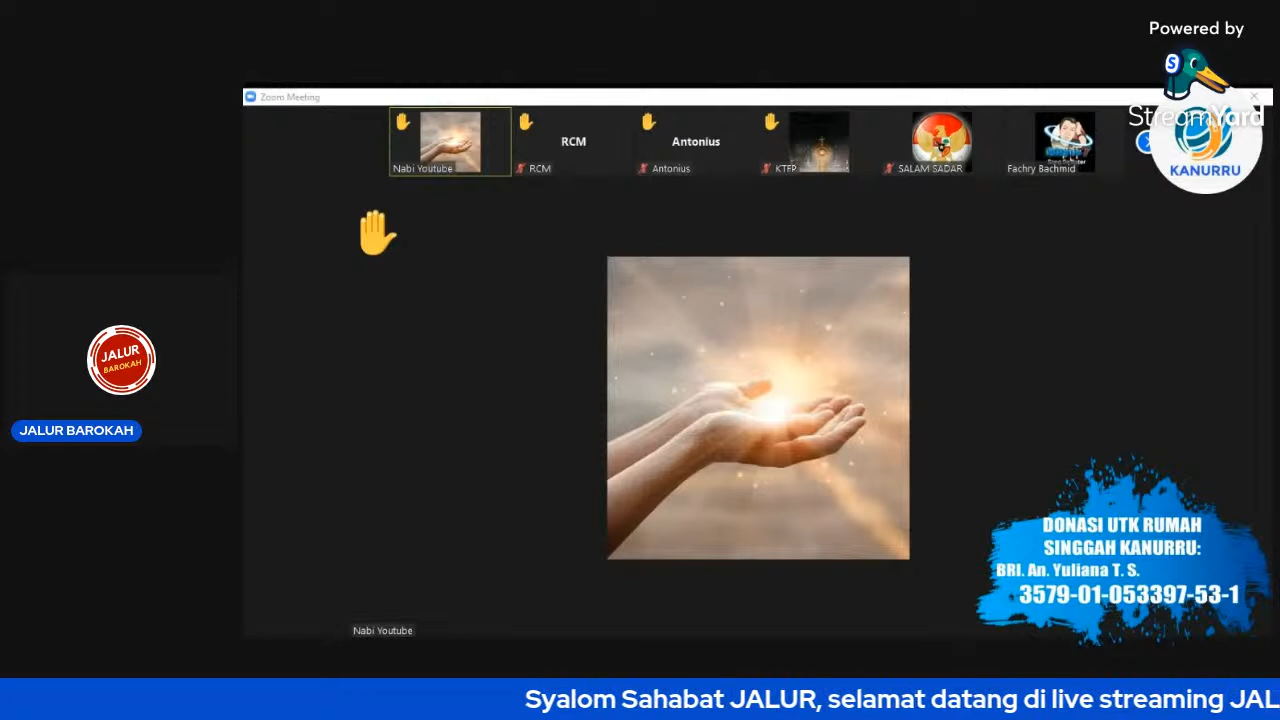 Powered by
StreamYard
Zoom Meeting
KANURRU
RCM
Antonius
Nabi Youtube
RCM
Antonius
KTFP
SALAM SADAR
Fachry Bachmid
JALUR
BAROKAH
JALUR BAROKAH
DONASI UTK RUMAH
SINGGAH KANURRU:
BRI. An. Yuliana T. S.
3579-01-053397-53-1
Nabi Youtube
Syalom Sahabat JALUR, selamat datang di live streaming JAL